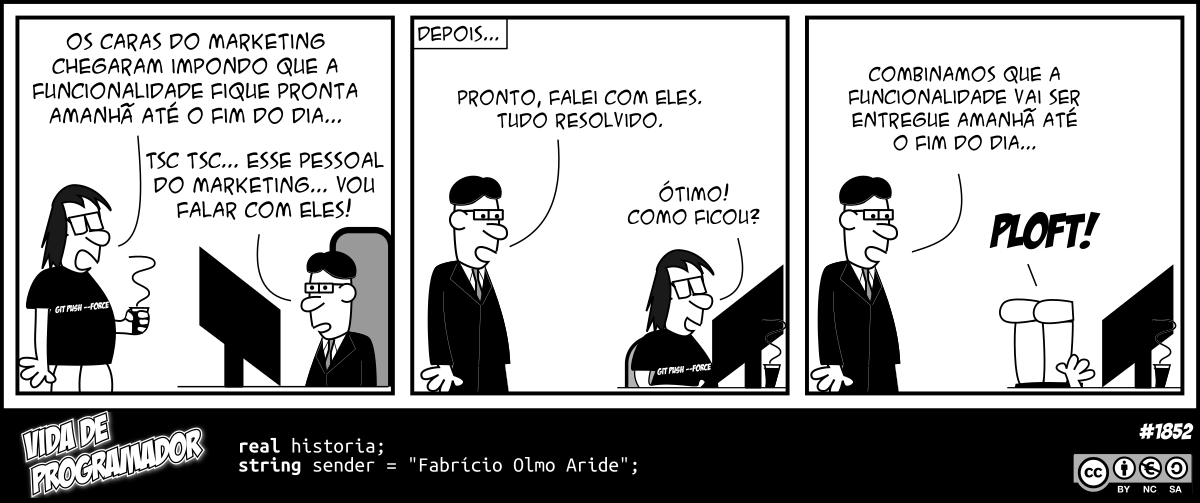 OS CARAS DO MARKETING
CHEGARAM IMPONDO QUE A
FUNCIONALIDADE FIQUE PRONTA
AMANHÃ ATÉ O FIM DO DIA...
TSC TSC... ESSE PESSOAL
DO MARKETING... VOU
FALAR COM ELES!
GIT PUSH --FORCE
DEPOIS...
PRONTO, FALEI COM ELES.
TUDO RESOLVIDO.
ÓTIMO!
COMO FICOU?
GIT PUSH --FORCE
COMBINAMOS QUE A
FUNCIONALIDADE VAI SER
ENTREGUE AMANHÃ ATÉ
O FIM DO DIA...
PLOFT!
VIDA DE
PROGRAMADOR
real historia;
string sender = "Fabrício Olmo Aride";
#1852
cc
BY NC SA